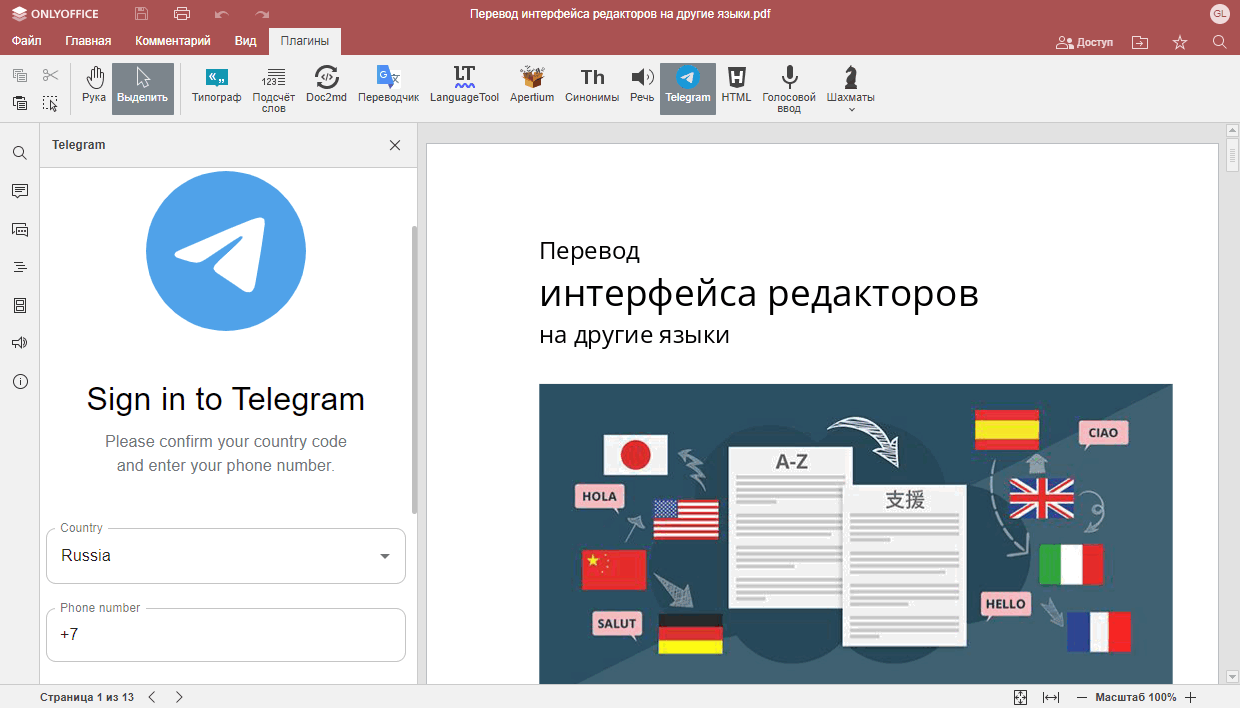 ONLYOFFICE
Перевод интерфейса редакторов на другие языки.pdf
GL
Файл
Главная
Комментарий
Вид
Плагины
Доступ
Рука
Выделить
Типограф
Подсчёт
слов
Doc2md
Переводчик
LanguageTool
Apertium
Синонимы
Речь
Telegram
HTML
Голосовой
ввод
Шахматы
123
LT
Th
H
G
Telegram
Sign in to Telegram
Please confirm your country code
and enter your phone number.
Country
Russia
Phone number
+7
Перевод
интерфейса редакторов
на другие языки
CIAO
A-Z
HOLA
支援
HELLO
SALUT
Страница 1 из 13
Масштаб 100%